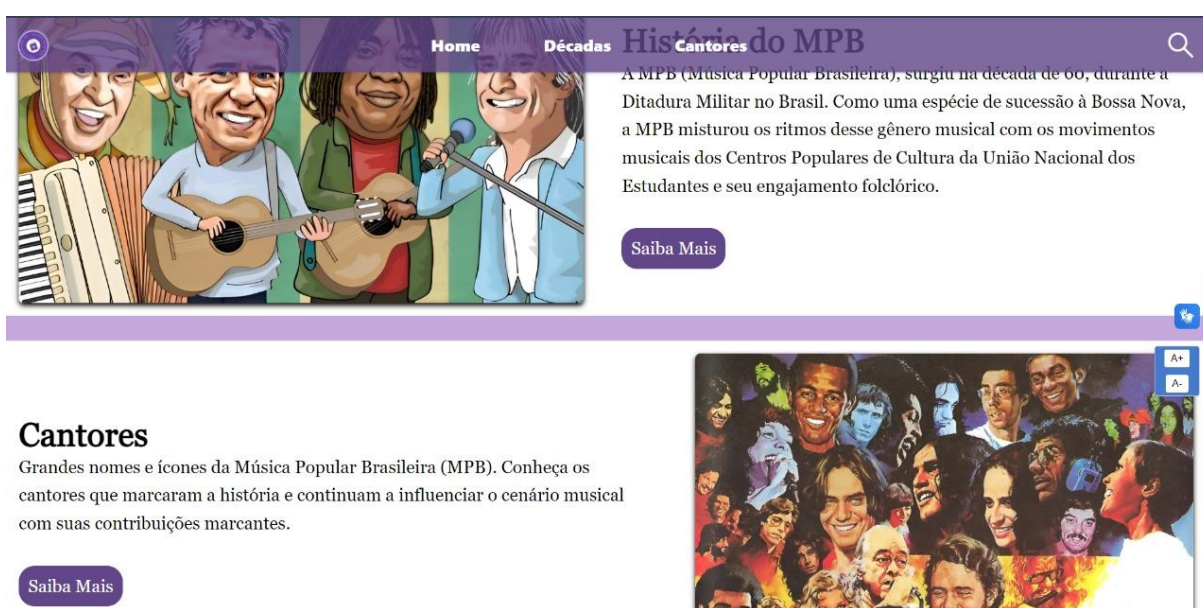 Home Décadas Cantores
História do MPB
A MPB (Música Popular Brasileira), surgiu na década de 60, durante a
Ditadura Militar no Brasil. Como uma espécie de sucessão à Bossa Nova,
a MPB misturou os ritmos desse gênero musical com os movimentos
musicais dos Centros Populares de Cultura da União Nacional dos
Estudantes e seu engajamento folclórico.
Saiba Mais
A+
A-
Cantores
Grandes nomes e ícones da Música Popular Brasileira (MPB). Conheça os
cantores que marcaram a história e continuam a influenciar o cenário musical
com suas contribuições marcantes.
Saiba Mais